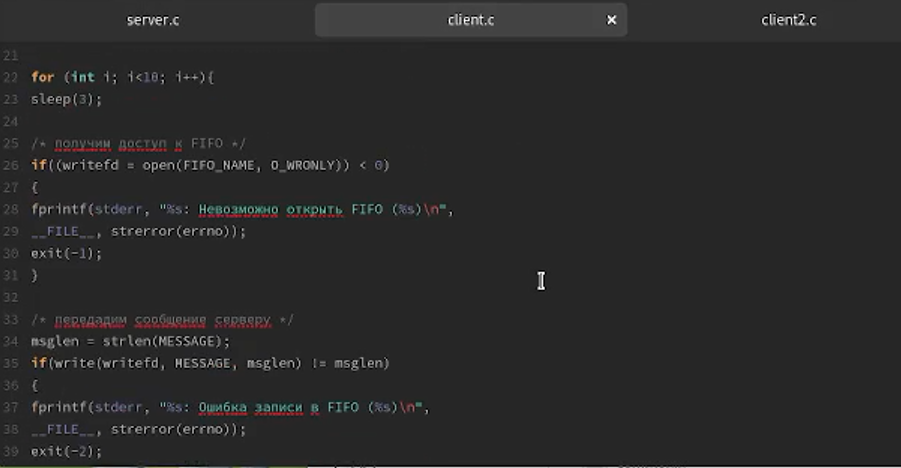 server.c client.c × client2.c
21
22 for (int i; i<10; i++){
23 sleep(3);
24
25 /* получим доступ к FIFO */
26 if((writefd = open(FIFO_NAME, O_WRONLY)) < 0)
27 {
28 fprintf(stderr, "%s: Невозможно открыть FIFO (%s)\n",
29 __FILE__, strerror(errno));
30 exit(-1);
31 }
32
33 /* передадим сообщение серверу */
34 msglen = strlen(MESSAGE);
35 if(write(writefd, MESSAGE, msglen) != msglen)
36 {
37 fprintf(stderr, "%s: Ошибка записи в FIFO (%s)\n",
38 __FILE__, strerror(errno));
39 exit(-2);